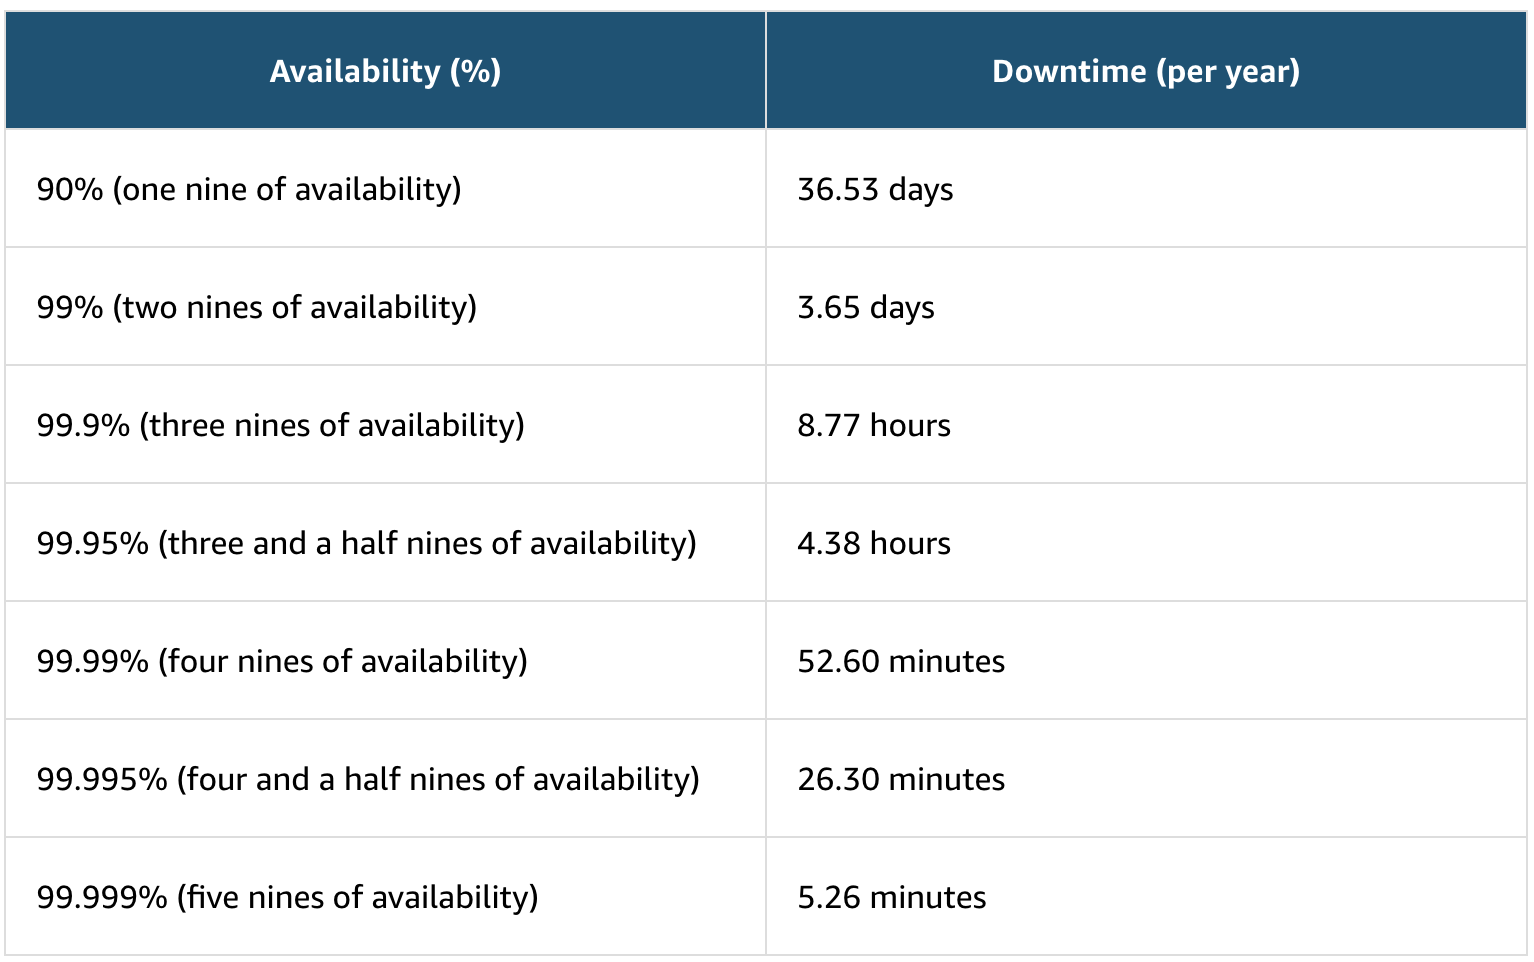 Availability (%) Downtime (per year)
90% (one nine of availability) 36.53 days
99% (two nines of availability) 3.65 days
99.9% (three nines of availability) 8.77 hours
99.95% (three and a half nines of availability) 4.38 hours
99.99% (four nines of availability) 52.60 minutes
99.995% (four and a half nines of availability) 26.30 minutes
99.999% (five nines of availability) 5.26 minutes